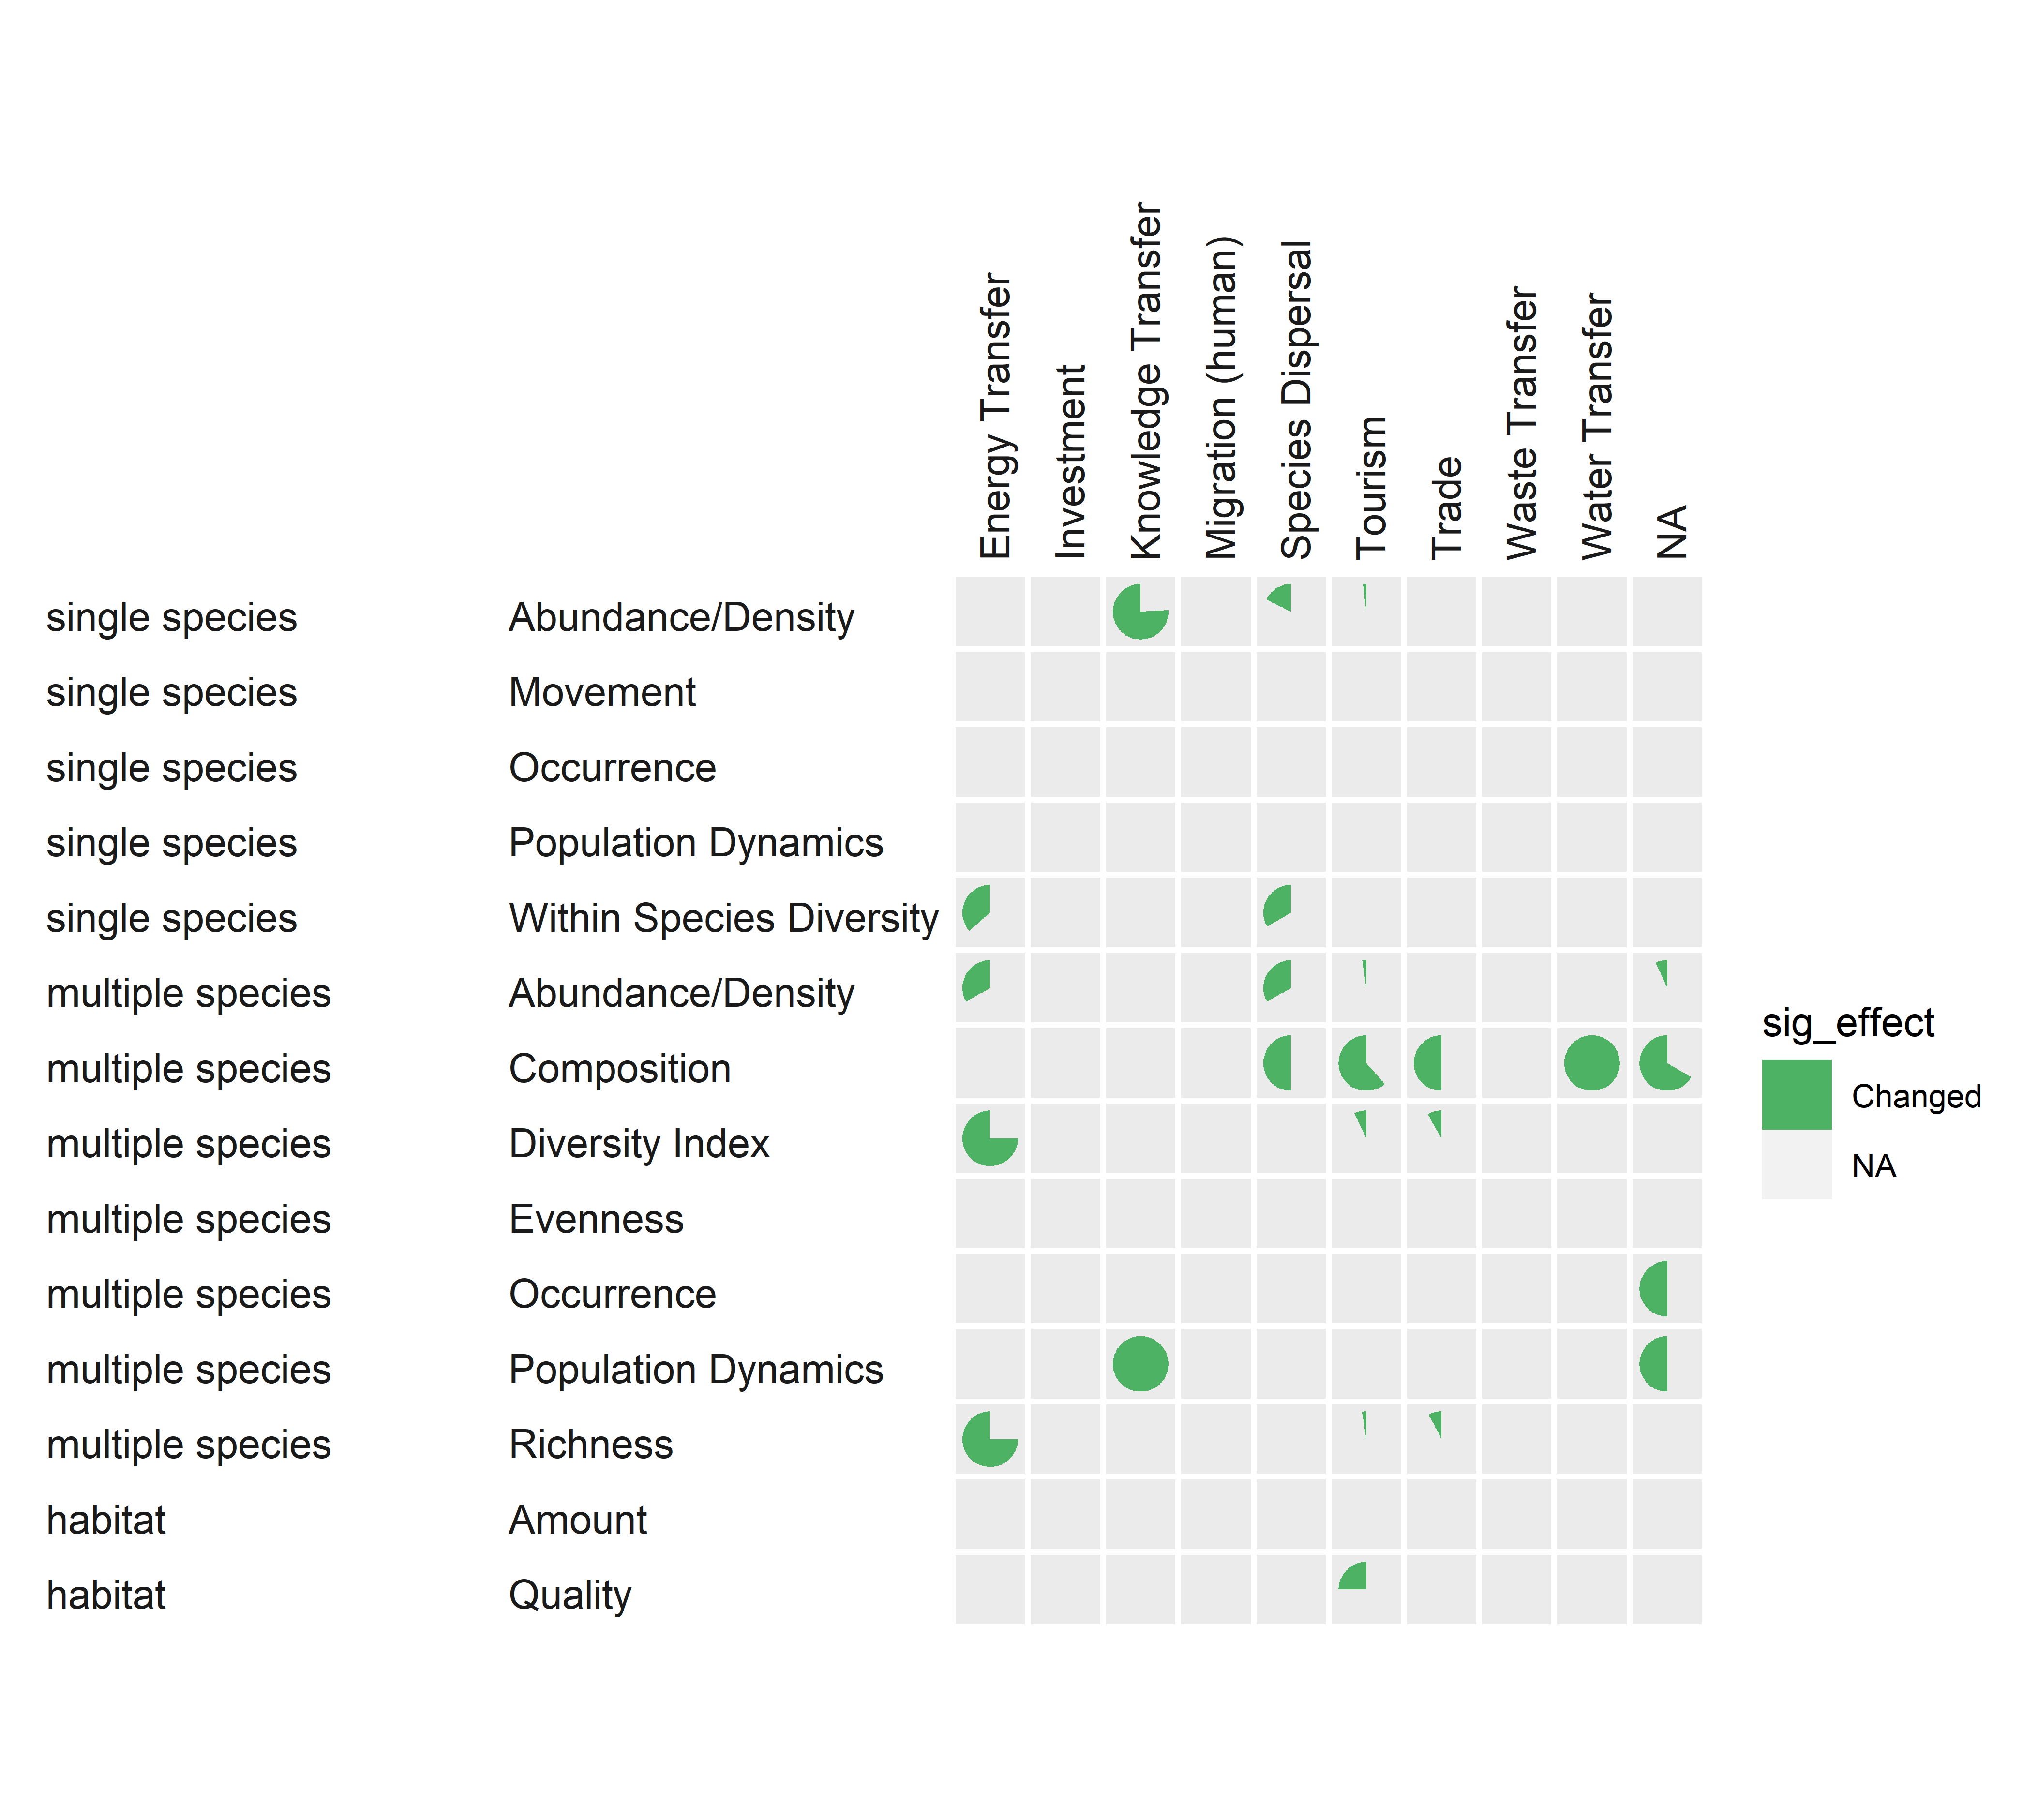 Energy Transfer
Investment
Knowledge Transfer
Migration (human)
Species Dispersal
Tourism
Trade
Waste Transfer
Water Transfer
NA
single species Abundance/Density
single species Movement
single species Occurrence
single species Population Dynamics
single species Within Species Diversity
multiple species Abundance/Density
multiple species Composition
multiple species Diversity Index
multiple species Evenness
multiple species Occurrence
multiple species Population Dynamics
multiple species Richness
habitat Amount
habitat Quality
sig_effect
Changed
NA